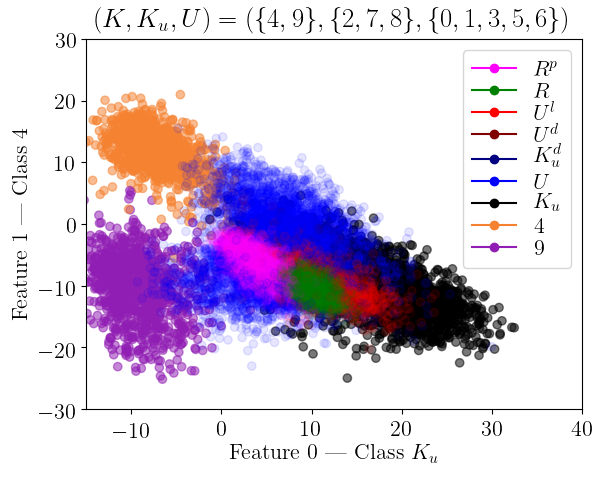 (K, K_u, U) = ({4, 9}, {2, 7, 8}, {0, 1, 3, 5, 6})
30
20
10
0
−10
−20
−30
Feature 1 — Class 4
R^p
R
U^l
U^d
K_u^d
U
K_u
4
9
−10
0
10
20
30
40
Feature 0 — Class K_u